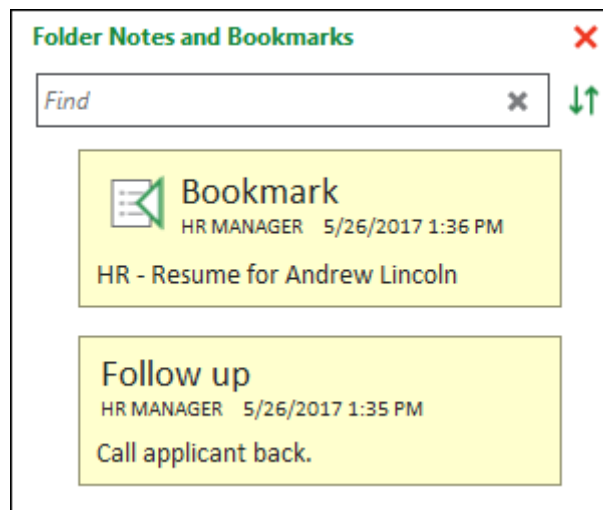 Folder Notes and Bookmarks
Find
Bookmark
HR MANAGER 5/26/2017 1:36 PM
HR - Resume for Andrew Lincoln
Follow up
HR MANAGER 5/26/2017 1:35 PM
Call applicant back.